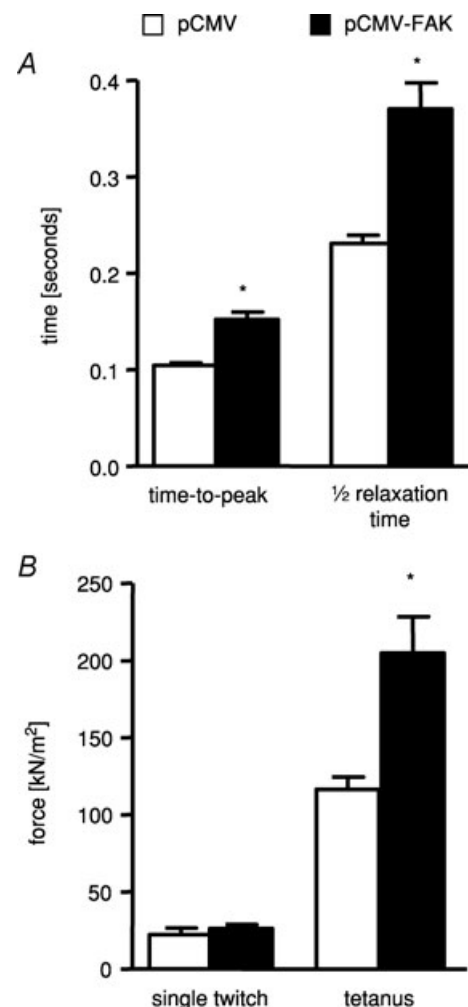 pCMV pCMV-FAK
A
*
0.4
0.3
*
0.2
0.1
0.0
time [seconds]
time-to-peak ½ relaxation
time
B
*
250
200
150
100
50
0
force [kN/m²]
single twitch tetanus